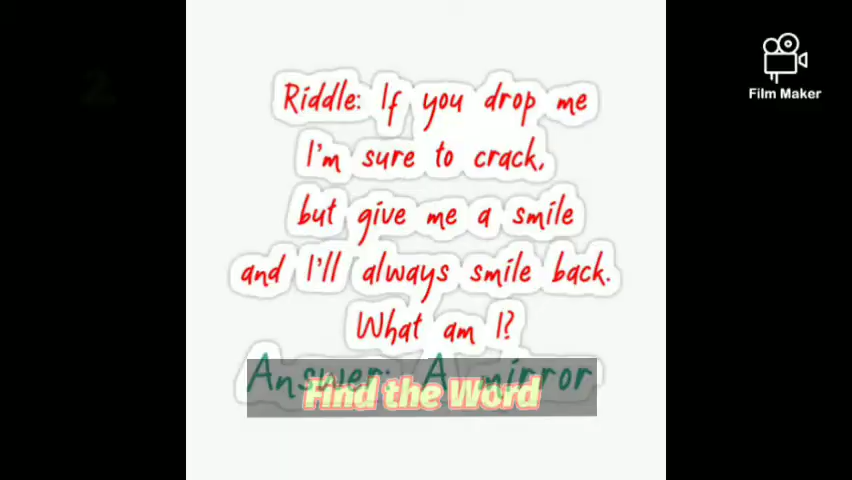 Riddle: If you drop me
I'm sure to crack,
but give me a smile
and I'll always smile back.
What am I?
Answer: A mirror
Find the Word
2
Film Maker